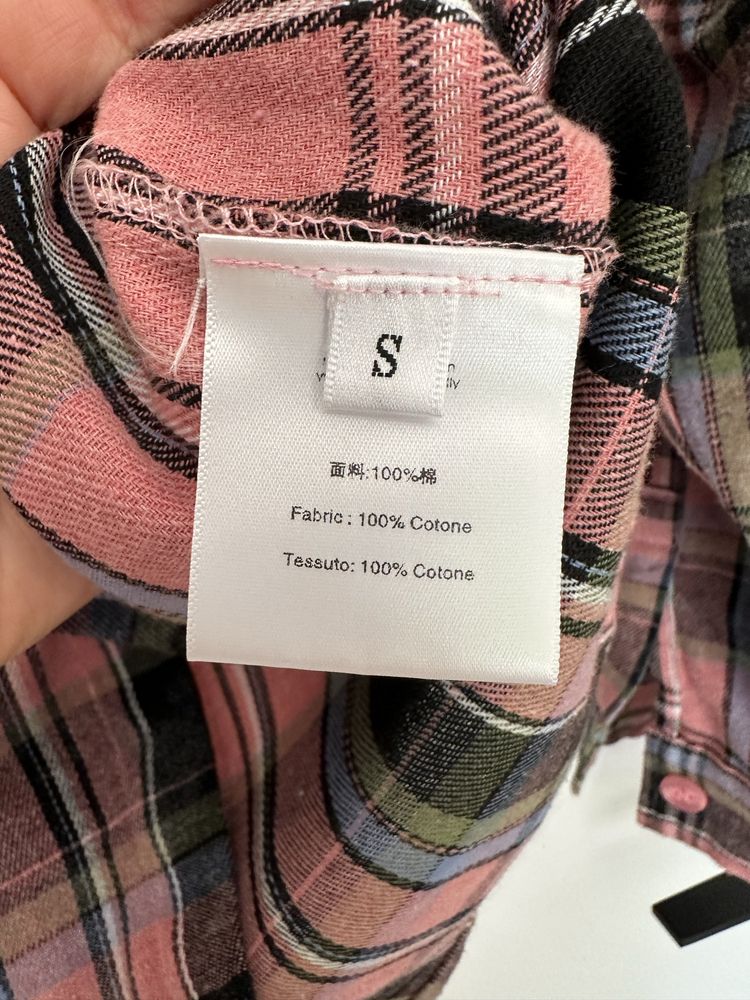 S
面料:100%棉
Fabric : 100% Cotone
Tessuto: 100% Cotone